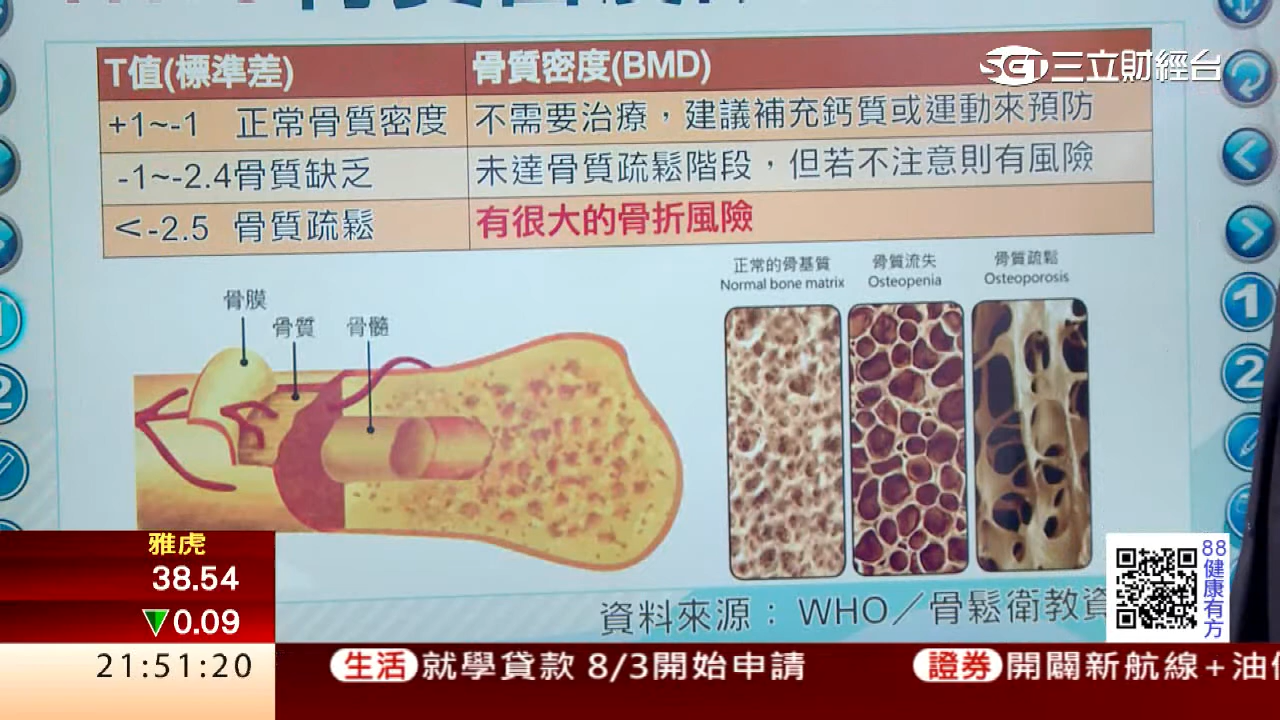 T值(標準差) 骨質密度(BMD)
SET 三立財經台
+1~-1 正常骨質密度 不需要治療，建議補充鈣質或運動來預防
-1~-2.4骨質缺乏 未達骨質疏鬆階段，但若不注意則有風險
<-2.5 骨質疏鬆 有很大的骨折風險
正常的骨基質 骨質流失 骨質疏鬆
Normal bone matrix Osteopenia Osteoporosis
骨膜
骨質 骨髓
1
2
2
資料來源：WHO／骨鬆衛教資
88健康有方
雅虎
38.54
▼0.09
21:51:20 生活 就學貸款 8/3開始申請 證券 開闢新航線+油